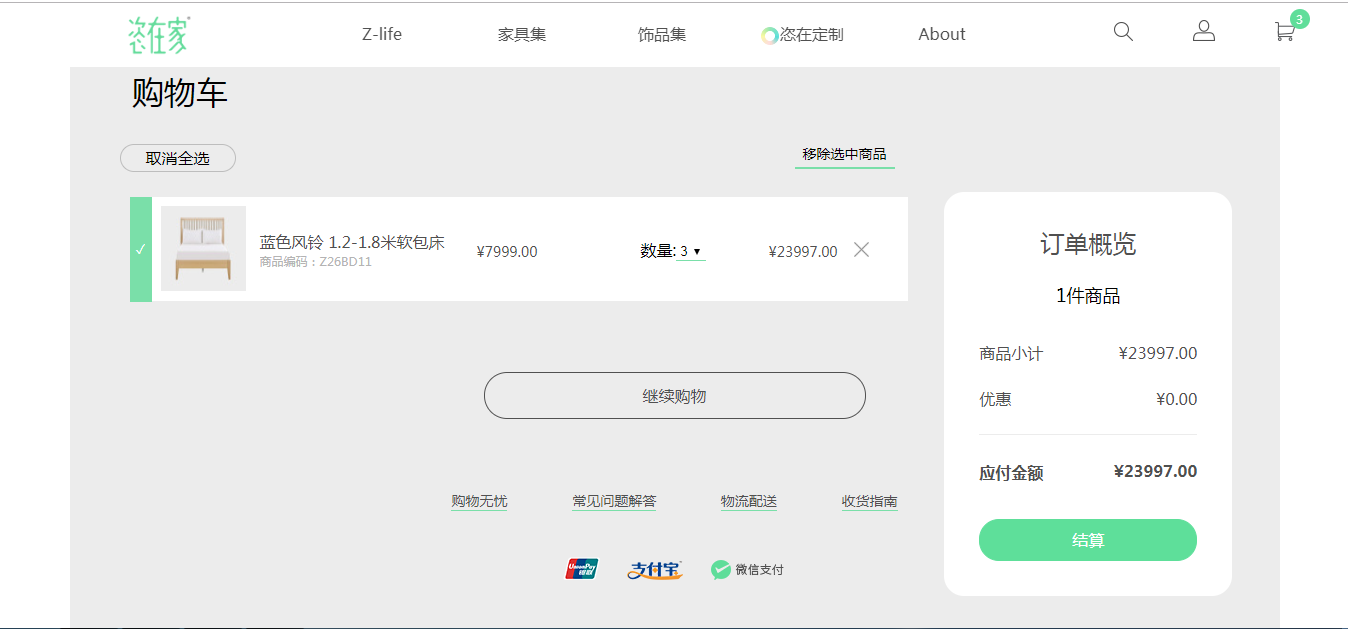 恣在家
Z-life
家具集
饰品集
恣在定制
About
3
购物车
取消全选
移除选中商品
✓
蓝色风铃 1.2-1.8米软包床
商品编码：Z26BD11
¥7999.00
数量: 3 ▼
¥23997.00
订单概览
1件商品
商品小计 ¥23997.00
优惠 ¥0.00
应付金额 ¥23997.00
结算
继续购物
购物无忧
常见问题解答
物流配送
收货指南
UnionPay
银联
支付宝
微信支付